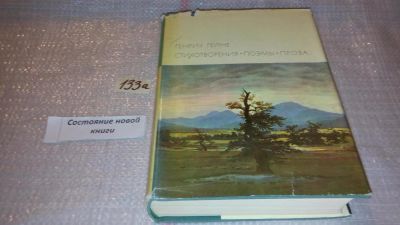 ГЕНРИХ ГЕЙНЕ
СТИХОТВОРЕНИЯ • ПОЭМЫ • ПРОЗА
133а
Состояние новой
книги